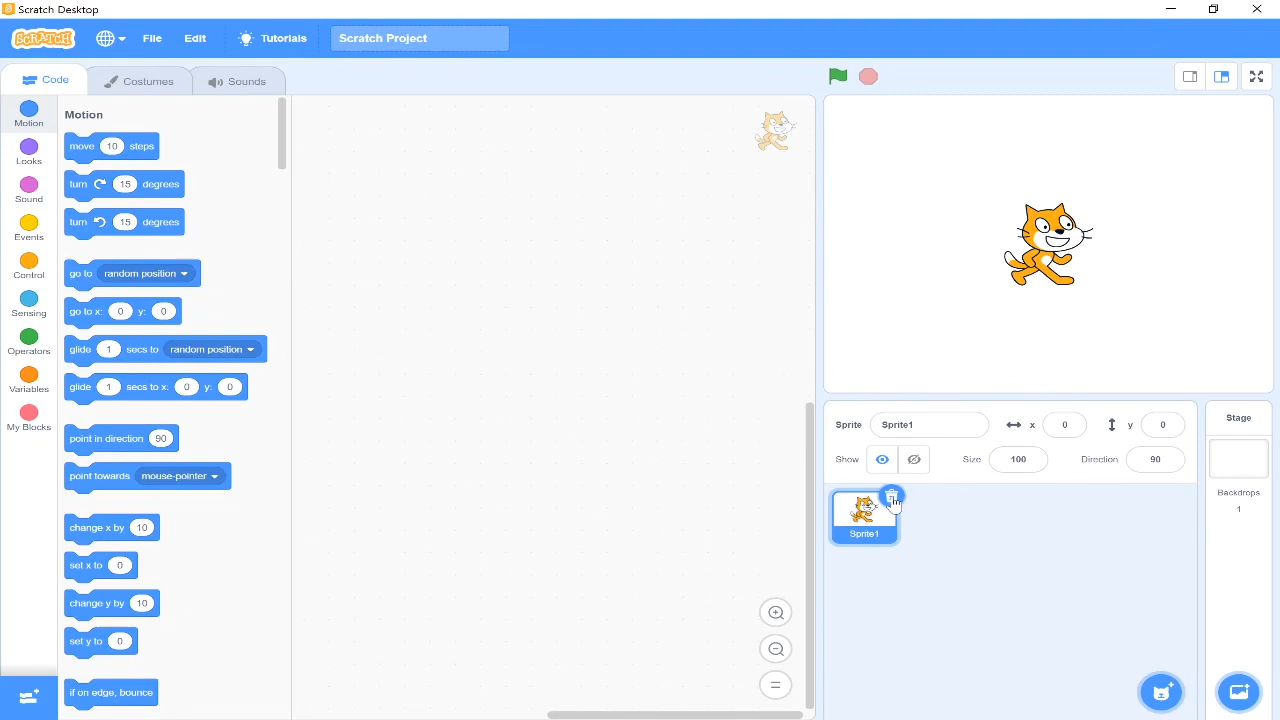 Scratch Desktop
SCRATCH
File
Edit
Tutorials
Scratch Project
Code
Costumes
Sounds
Motion
Looks
Sound
Events
Control
Sensing
Operators
Variables
My Blocks
Motion
move 10 steps
turn 15 degrees
turn 15 degrees
go to random position
go to x: 0 y: 0
glide 1 secs to random position
glide 1 secs to x: 0 y: 0
point in direction 90
point towards mouse-pointer
change x by 10
set x to 0
change y by 10
set y to 0
if on edge, bounce
Sprite Sprite1 x 0 y 0
Show Size 100 Direction 90
Sprite1
Stage
Backdrops
1